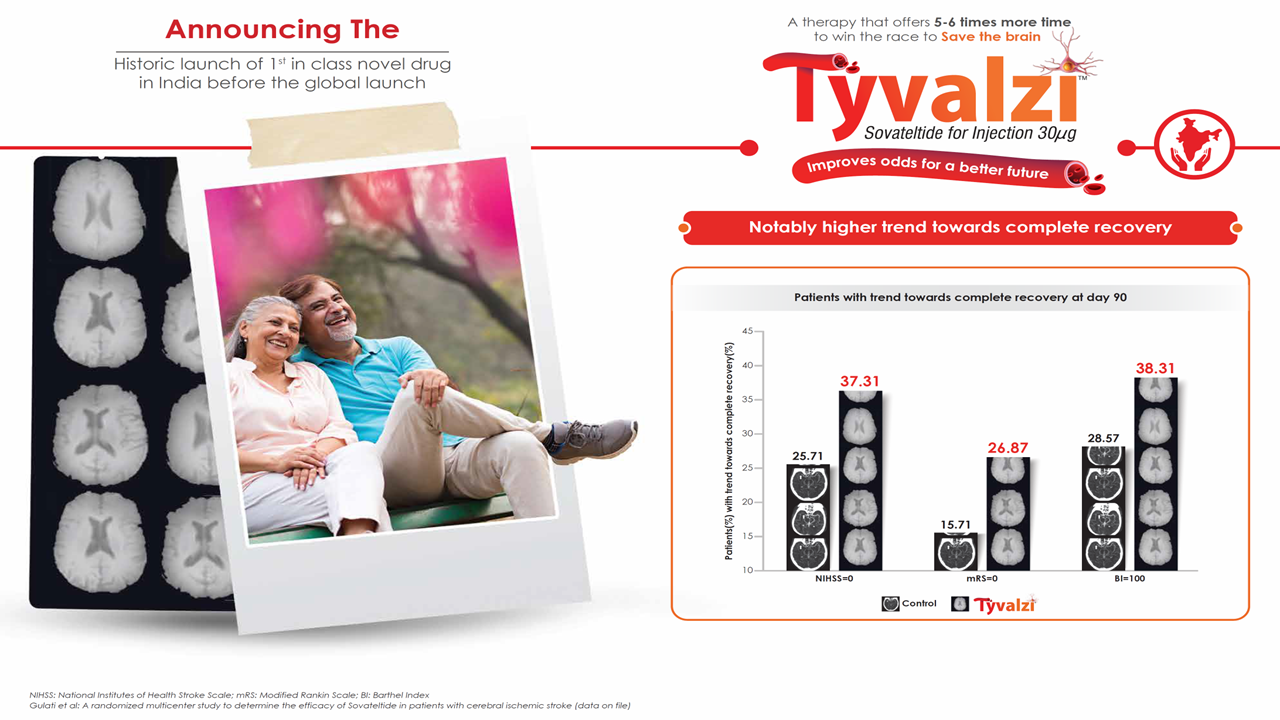 Announcing The
Historic launch of 1st in class novel drug
in India before the global launch
A therapy that offers 5-6 times more time
to win the race to Save the brain
Tyvalzi™
Sovateltide for Injection 30µg
Improves odds for a better future
Notably higher trend towards complete recovery
Patients with trend towards complete recovery at day 90
Patients(%) with trend towards complete recovery(%)
45
40
35
30
25
20
15
10
25.71
37.31
15.71
26.87
28.57
38.31
NIHSS=0
mRS=0
BI=100
Control
Tyvalzi
NIHSS: National Institutes of Health Stroke Scale; mRS: Modified Rankin Scale; BI: Barthel Index
Gulati et al: A randomized multicenter study to determine the efficacy of Sovateltide in patients with cerebral ischemic stroke (data on file)